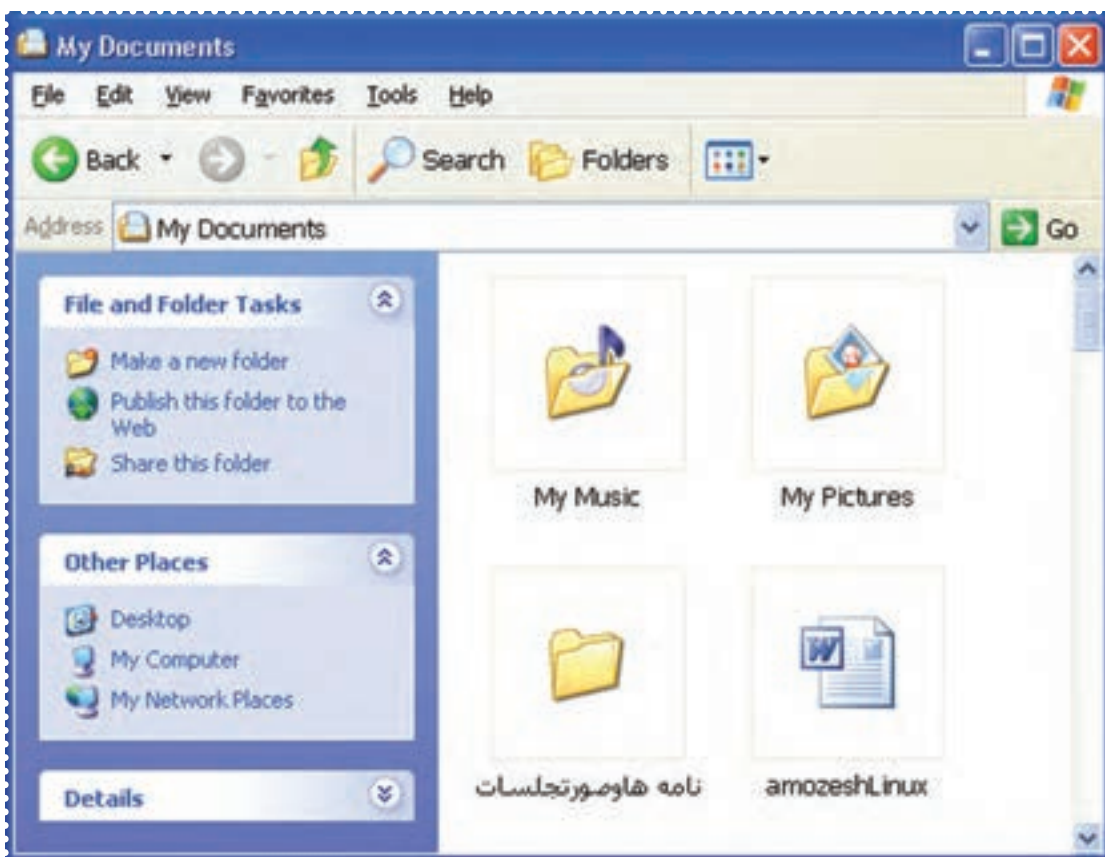 My Documents
File Edit View Favorites Tools Help
Back Search Folders
Address My Documents Go
File and Folder Tasks
Make a new folder
Publish this folder to the
Web
Share this folder
Other Places
Desktop
My Computer
My Network Places
Details
My Music My Pictures
نامه هاوصورتجلسات amozeshLinux